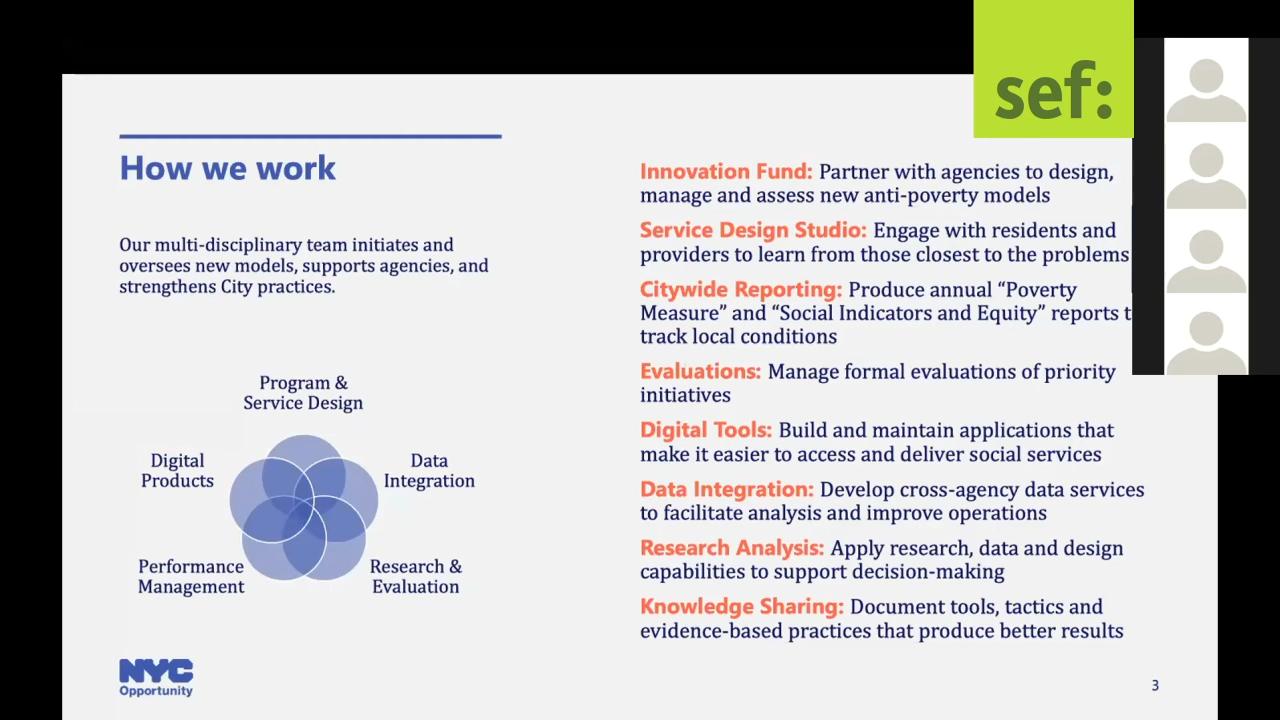 sef:
How we work
Our multi-disciplinary team initiates and
oversees new models, supports agencies, and
strengthens City practices.
Program &
Service Design
Digital
Products
Data
Integration
Performance
Management
Research &
Evaluation
NYC
Opportunity
Innovation Fund: Partner with agencies to design,
manage and assess new anti-poverty models
Service Design Studio: Engage with residents and
providers to learn from those closest to the problems
Citywide Reporting: Produce annual “Poverty
Measure” and “Social Indicators and Equity” reports
track local conditions
Evaluations: Manage formal evaluations of priority
initiatives
Digital Tools: Build and maintain applications that
make it easier to access and deliver social services
Data Integration: Develop cross-agency data services
to facilitate analysis and improve operations
Research Analysis: Apply research, data and design
capabilities to support decision-making
Knowledge Sharing: Document tools, tactics and
evidence-based practices that produce better results
3